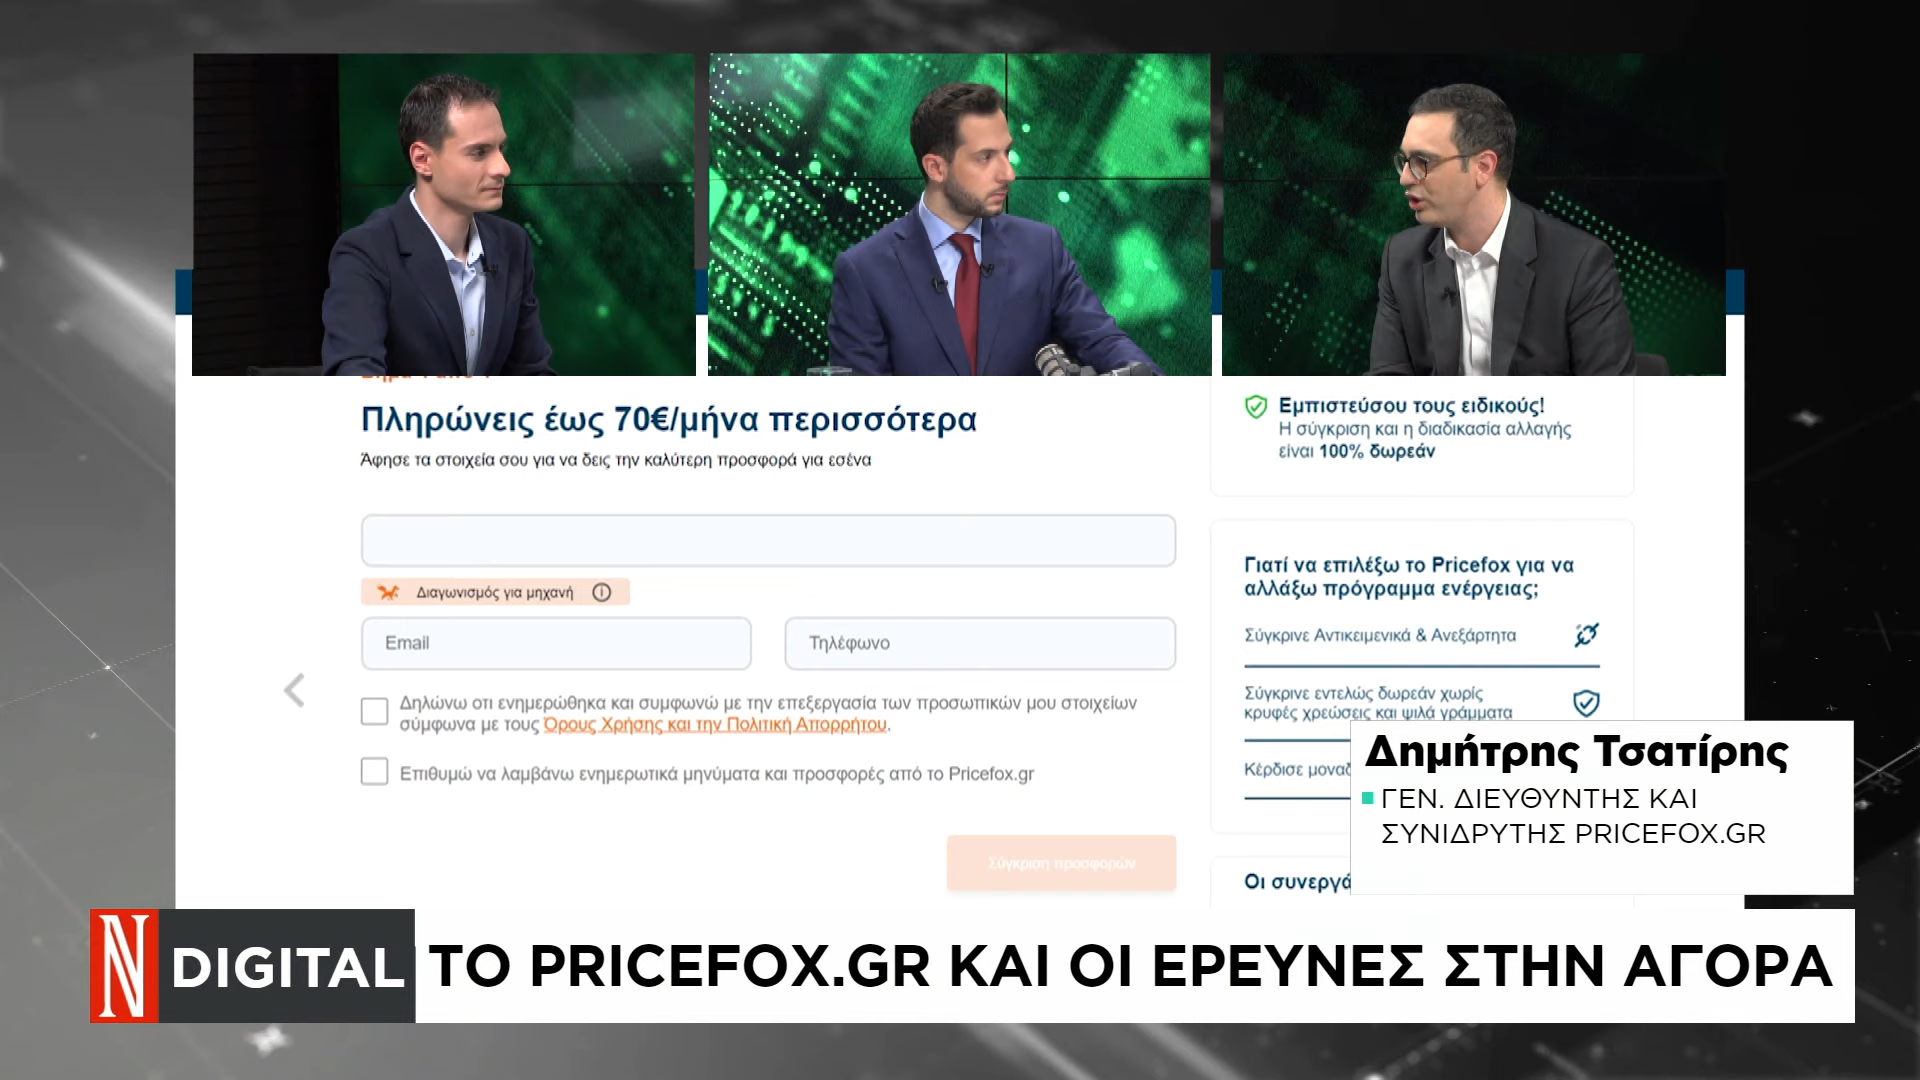 Πληρώνεις έως 70€/μήνα περισσότερα
Άφησε τα στοιχεία σου για να δεις την καλύτερη προσφορά για εσένα
Διαγωνισμός για μηχανή
Email
Τηλέφωνο
Δηλώνω οτι ενημερώθηκα και συμφωνώ με την επεξεργασία των προσωπικών μου στοιχείων
σύμφωνα με τους Όρους Χρήσης και την Πολιτική Απορρήτου.
Επιθυμώ να λαμβάνω ενημερωτικά μηνύματα και προσφορές από το Pricefox.gr
Σύγκριση προσφορών
Εμπιστεύσου τους ειδικούς!
Η σύγκριση και η διαδικασία αλλαγής
είναι 100% δωρεάν
Γιατί να επιλέξω το Pricefox για να
αλλάξω πρόγραμμα ενέργειας;
Σύγκρινε Αντικειμενικά & Ανεξάρτητα
Σύγκρινε εντελώς δωρεάν χωρίς
κρυφές χρεώσεις και ψιλά γράμματα
Κέρδισε
Οι
Δημήτρης Τσατίρης
ΓΕΝ. ΔΙΕΥΘΥΝΤΗΣ ΚΑΙ
ΣΥΝΙΔΡΥΤΗΣ PRICEFOX.GR
N DIGITAL
ΤΟ PRICEFOX.GR ΚΑΙ ΟΙ ΕΡΕΥΝΕΣ ΣΤΗΝ ΑΓΟΡΑ